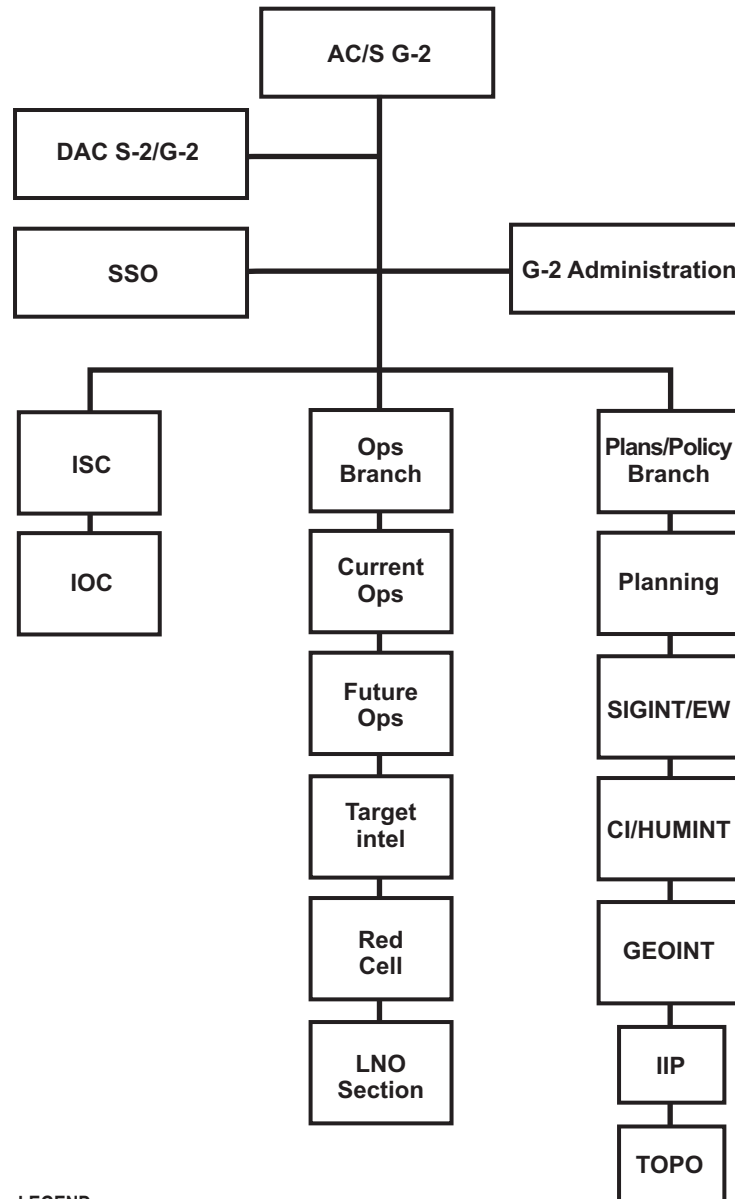 AC/S G-2
DAC S-2/G-2
SSO
G-2 Administration
ISC
IOC
Ops
Branch
Current
Ops
Future
Ops
Target
intel
Red
Cell
LNO
Section
Plans/Policy
Branch
Planning
SIGINT/EW
CI/HUMINT
GEOINT
IIP
TOPO
LEGEND